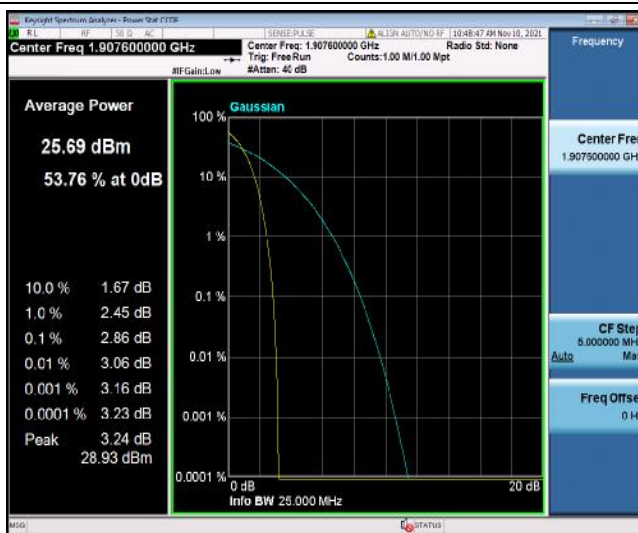 Keysight Spectrum Analyzer - Power Stat CCDF
RL RF 50 Ω AC SENSE:PULSE ALIGN AUTO/NO RF 10:48:47 AM Nov 10, 2021
Center Freq 1.907600000 GHz
Center Freq: 1.907600000 GHz Radio Std: None
Trig: Free Run Counts:1.00 M/1.00 Mpt
#IFGain:Low #Atten: 40 dB
Frequency
Average Power
25.69 dBm
53.76 % at 0dB
10.0 % 1.67 dB
1.0 % 2.45 dB
0.1 % 2.86 dB
0.01 % 3.06 dB
0.001 % 3.16 dB
0.0001 % 3.23 dB
Peak 3.24 dB
28.93 dBm
Gaussian
100 %
10 %
1 %
0.1 %
0.01 %
0.001 %
0.0001 %
0 dB 20 dB
Info BW 25.000 MHz
Center Fre
1.907600000 GH
CF Step
5.000000 MH
Auto Ma
Freq Offse
0 H
MSG STATUS